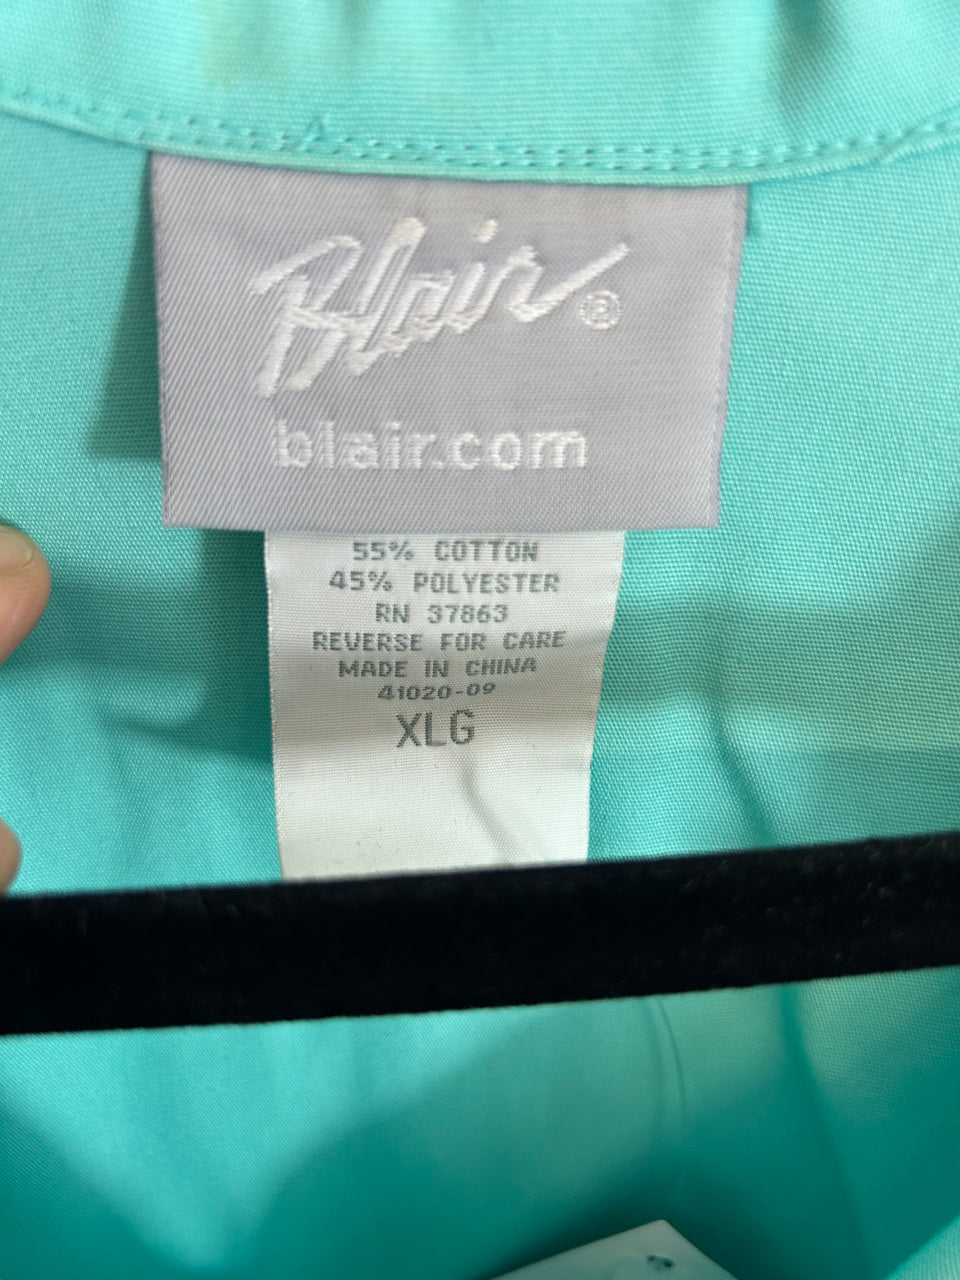 Blair®
blair.com
55% COTTON
45% POLYESTER
RN 37863
REVERSE FOR CARE
MADE IN CHINA
41020-09
XLG